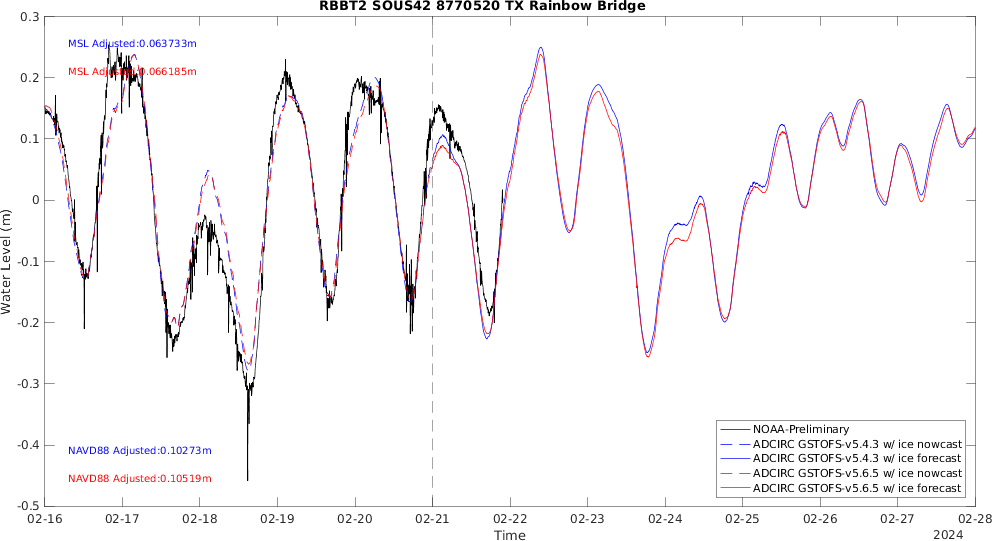 RBBT2 SOUS42 8770520 TX Rainbow Bridge
0.3
MSL Adjusted:0.063733m
MSL Adjusted:0.066185m
0.2
0.1
0
-0.1
-0.2
-0.3
-0.4
-0.5
Water Level (m)
NAVD88 Adjusted:0.10273m
NAVD88 Adjusted:0.10519m
NOAA-Preliminary
ADCIRC GSTOFS-v5.4.3 w/ ice nowcast
ADCIRC GSTOFS-v5.4.3 w/ ice forecast
ADCIRC GSTOFS-v5.6.5 w/ ice nowcast
ADCIRC GSTOFS-v5.6.5 w/ ice forecast
02-16 02-17 02-18 02-19 02-20 02-21 02-22 02-23 02-24 02-25 02-26 02-27 02-28
Time
2024